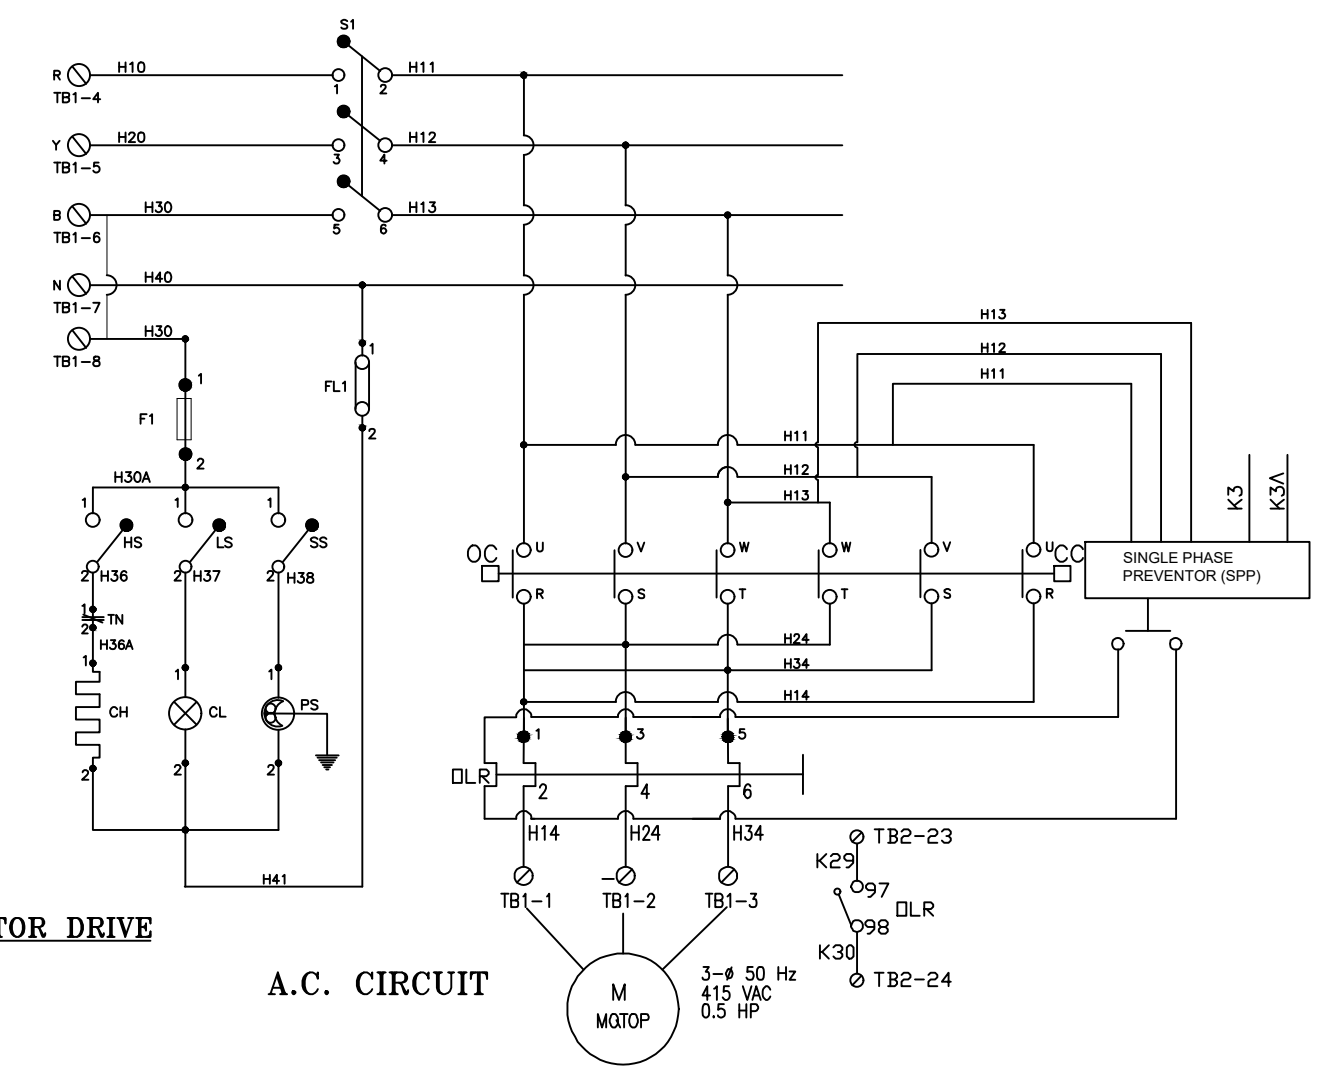 S1
R H10 1 2 H11
TB1-4
Y H20 3 4 H12
TB1-5
B H30 5 6 H13
TB1-6
N H40
TB1-7
H30
TB1-8
1
F1
2
1
FL1
2
H13
H12
H11
H11
H12
H13
H30A
1 1 1
HS LS SS
2 H36 2 H37 2 H38
1
TN
2
H36A
1 1 1
CH CL PS
2 2 2
H41
OC U V W W V U CC
R S T T S R
K3 K3Λ
SINGLE PHASE
PREVENTOR (SPP)
H24
H34
H14
1 3 5
OLR
2 4 6
H14 H24 H34
TB1-1 TB1-2 TB1-3
TB2-23
K29
97
OLR
98
K30
TB2-24
TOR DRIVE
A.C. CIRCUIT
M
MQTOP
3-ø 50 Hz
415 VAC
0.5 HP